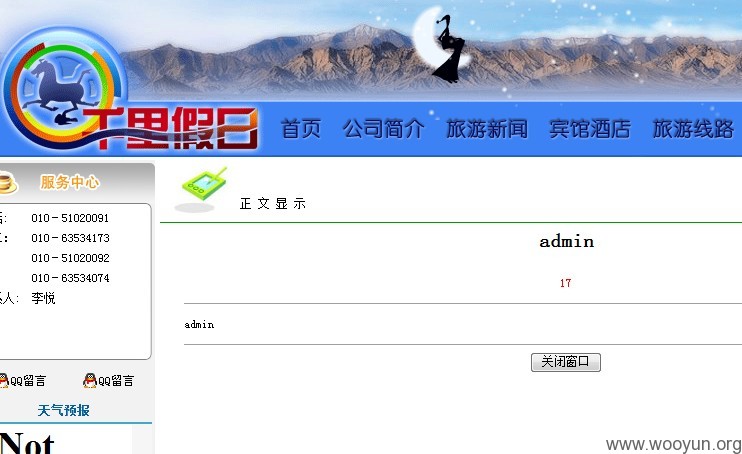 千里假日
首页 公司简介 旅游新闻 宾馆酒店 旅游线路
服务中心
010-51020091
010-63534173
010-51020092
010-63534074
人: 李悦
QQ留言 QQ留言
天气预报
Not
正 文 显 示
admin
17
admin
关闭窗口
www.wooyun.org